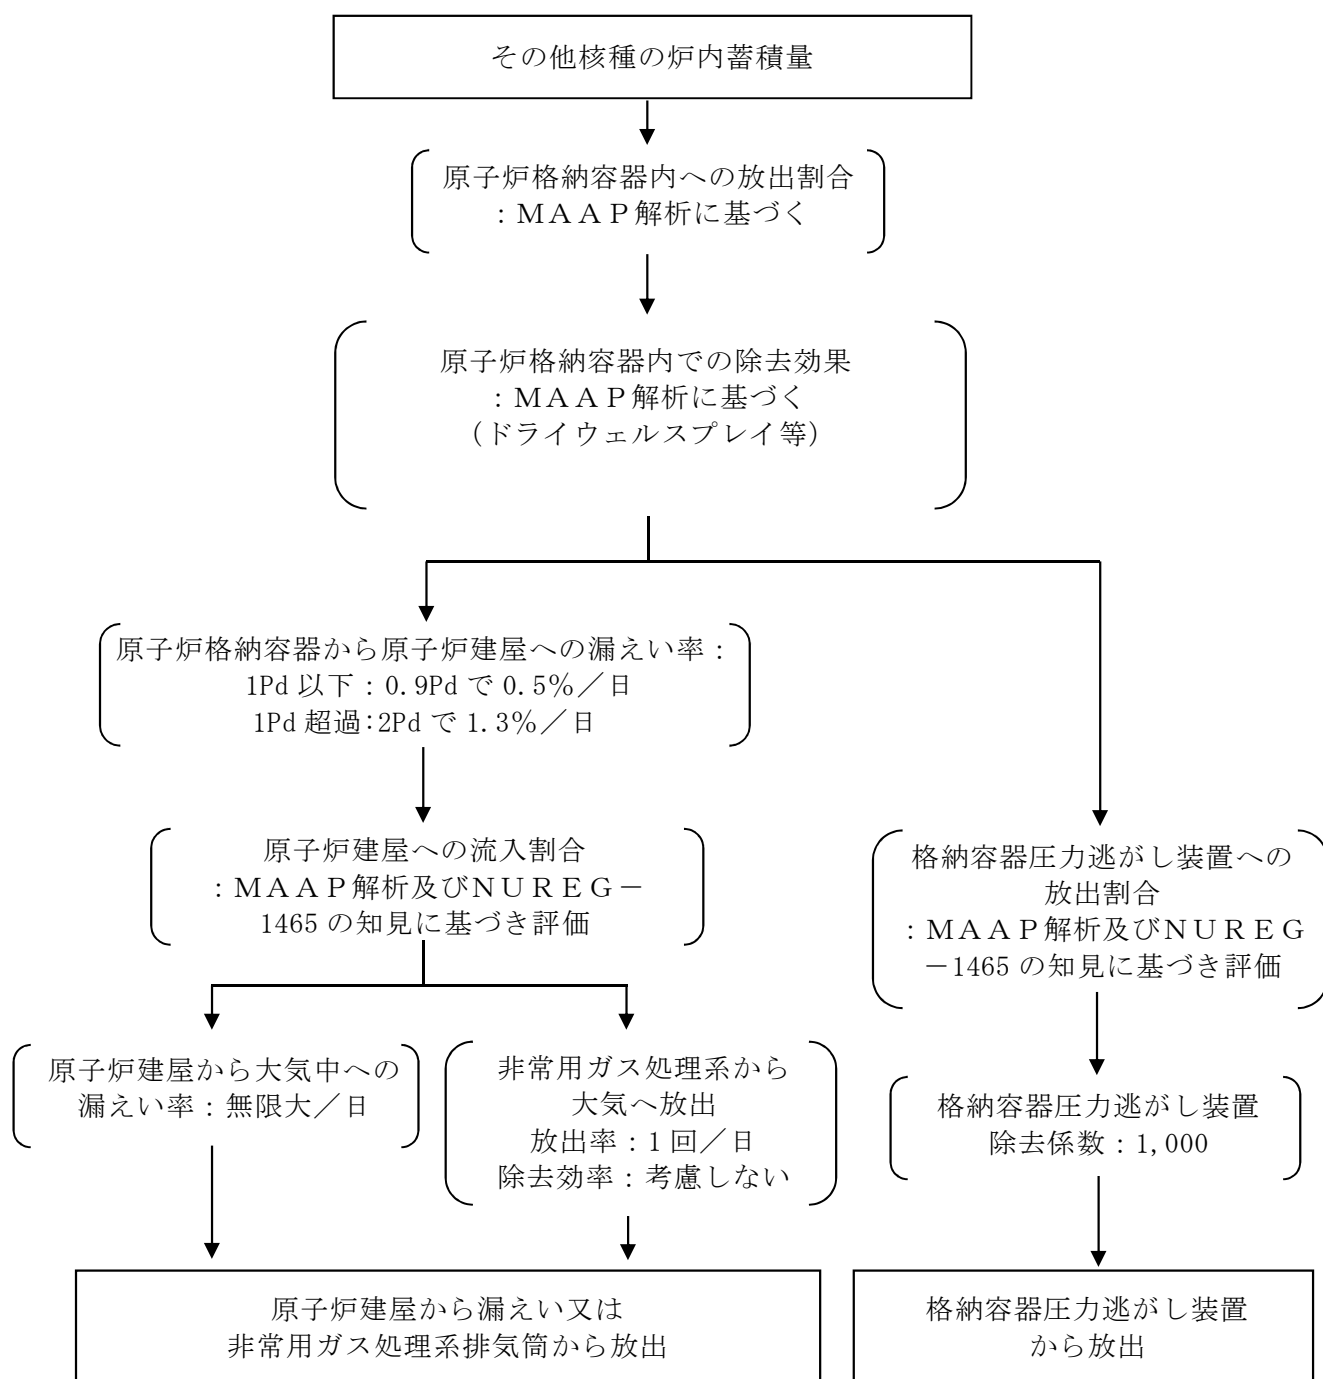 その他核種の炉内蓄積量
原子炉格納容器内への放出割合
：ＭＡＡＰ解析に基づく
原子炉格納容器内での除去効果
：ＭＡＡＰ解析に基づく
（ドライウェルスプレイ等）
原子炉格納容器から原子炉建屋への漏えい率：
1Pd 以下：0.9Pd で 0.5％／日
1Pd 超過：2Pd で 1.3％／日
原子炉建屋への流入割合
：ＭＡＡＰ解析及びＮＵＲＥＧ－
1465 の知見に基づき評価
格納容器圧力逃がし装置への
放出割合
：ＭＡＡＰ解析及びＮＵＲＥＧ
－1465 の知見に基づき評価
原子炉建屋から大気中への
漏えい率：無限大／日
非常用ガス処理系から
大気へ放出
放出率：1 回／日
除去効率：考慮しない
格納容器圧力逃がし装置
除去係数：1,000
原子炉建屋から漏えい又は
非常用ガス処理系排気筒から放出
格納容器圧力逃がし装置
から放出